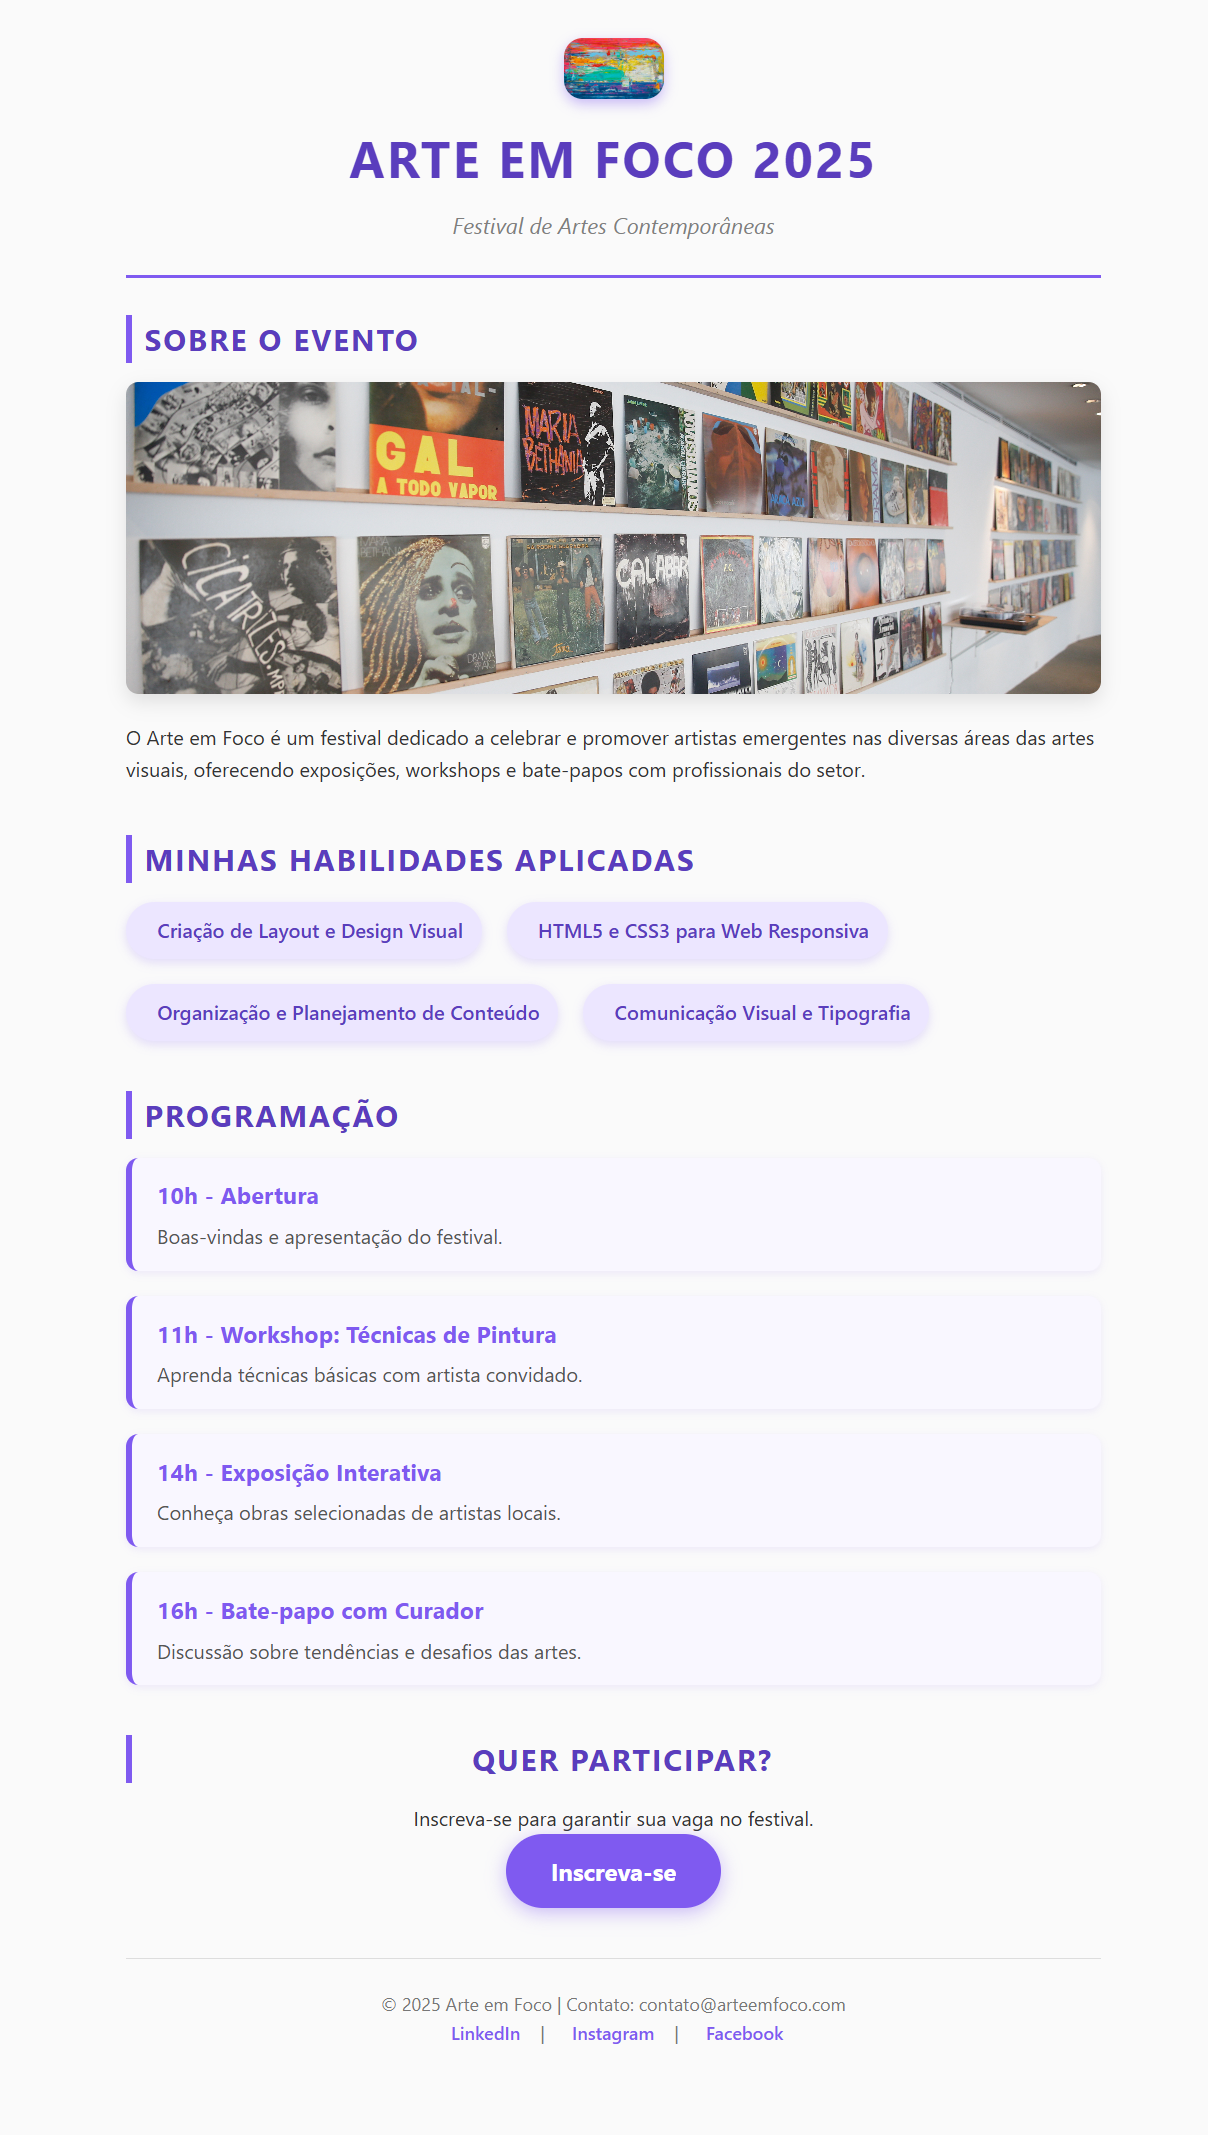 ARTE EM FOCO 2025
Festival de Artes Contemporâneas
SOBRE O EVENTO
GAL
A TODO VAPOR
MARIA
BETHÂNIA
NOVOS BAIANOS
CICATRIZES.MPB
CALABAR
O Arte em Foco é um festival dedicado a celebrar e promover artistas emergentes nas diversas áreas das artes
visuais, oferecendo exposições, workshops e bate-papos com profissionais do setor.
MINHAS HABILIDADES APLICADAS
Criação de Layout e Design Visual
HTML5 e CSS3 para Web Responsiva
Organização e Planejamento de Conteúdo
Comunicação Visual e Tipografia
PROGRAMAÇÃO
10h - Abertura
Boas-vindas e apresentação do festival.
11h - Workshop: Técnicas de Pintura
Aprenda técnicas básicas com artista convidado.
14h - Exposição Interativa
Conheça obras selecionadas de artistas locais.
16h - Bate-papo com Curador
Discussão sobre tendências e desafios das artes.
QUER PARTICIPAR?
Inscreva-se para garantir sua vaga no festival.
Inscreva-se
© 2025 Arte em Foco | Contato: contato@arteemfoco.com
LinkedIn | Instagram | Facebook